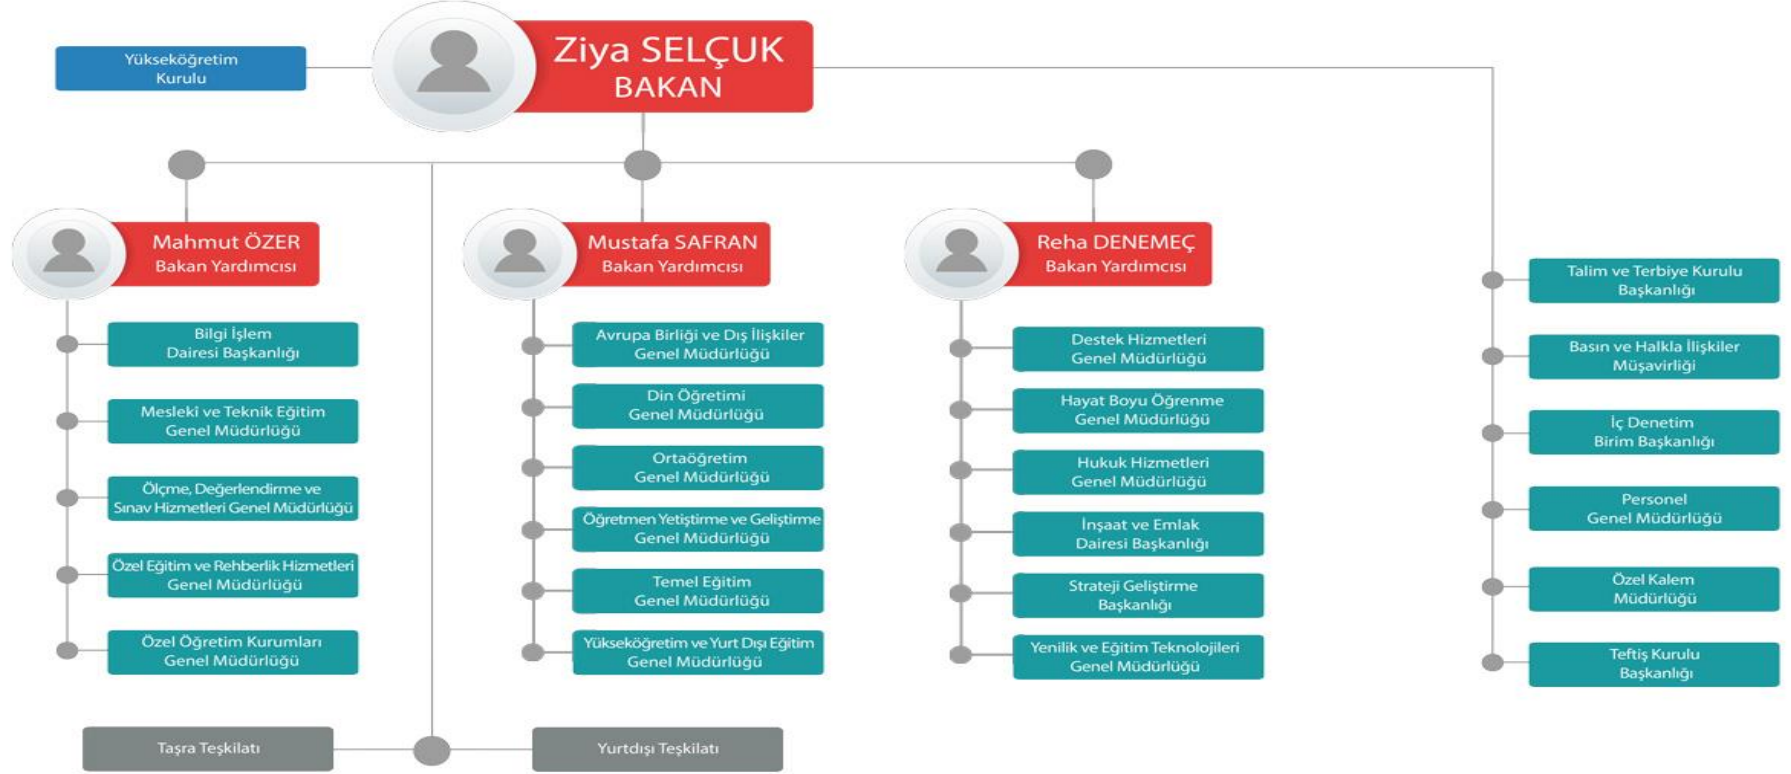 Yükseköğretim
Kurulu
Ziya SELÇUK
BAKAN
Mahmut ÖZER
Bakan Yardımcısı
Bilgi İşlem
Dairesi Başkanlığı
Meslekî ve Teknik Eğitim
Genel Müdürlüğü
Ölçme, Değerlendirme ve
Sınav Hizmetleri Genel Müdürlüğü
Özel Eğitim ve Rehberlik Hizmetleri
Genel Müdürlüğü
Özel Öğretim Kurumları
Genel Müdürlüğü
Mustafa SAFRAN
Bakan Yardımcısı
Avrupa Birliği ve Dış İlişkiler
Genel Müdürlüğü
Din Öğretimi
Genel Müdürlüğü
Ortaöğretim
Genel Müdürlüğü
Öğretmen Yetiştirme ve Geliştirme
Genel Müdürlüğü
Temel Eğitim
Genel Müdürlüğü
Yükseköğretim ve Yurt Dışı Eğitim
Genel Müdürlüğü
Reha DENEMEÇ
Bakan Yardımcısı
Destek Hizmetleri
Genel Müdürlüğü
Hayat Boyu Öğrenme
Genel Müdürlüğü
Hukuk Hizmetleri
Genel Müdürlüğü
İnşaat ve Emlak
Dairesi Başkanlığı
Strateji Geliştirme
Başkanlığı
Yenilik ve Eğitim Teknolojileri
Genel Müdürlüğü
Talim ve Terbiye Kurulu
Başkanlığı
Basın ve Halkla İlişkiler
Müşavirliği
İç Denetim
Birim Başkanlığı
Personel
Genel Müdürlüğü
Özel Kalem
Müdürlüğü
Teftiş Kurulu
Başkanlığı
Taşra Teşkilatı
Yurtdışı Teşkilatı